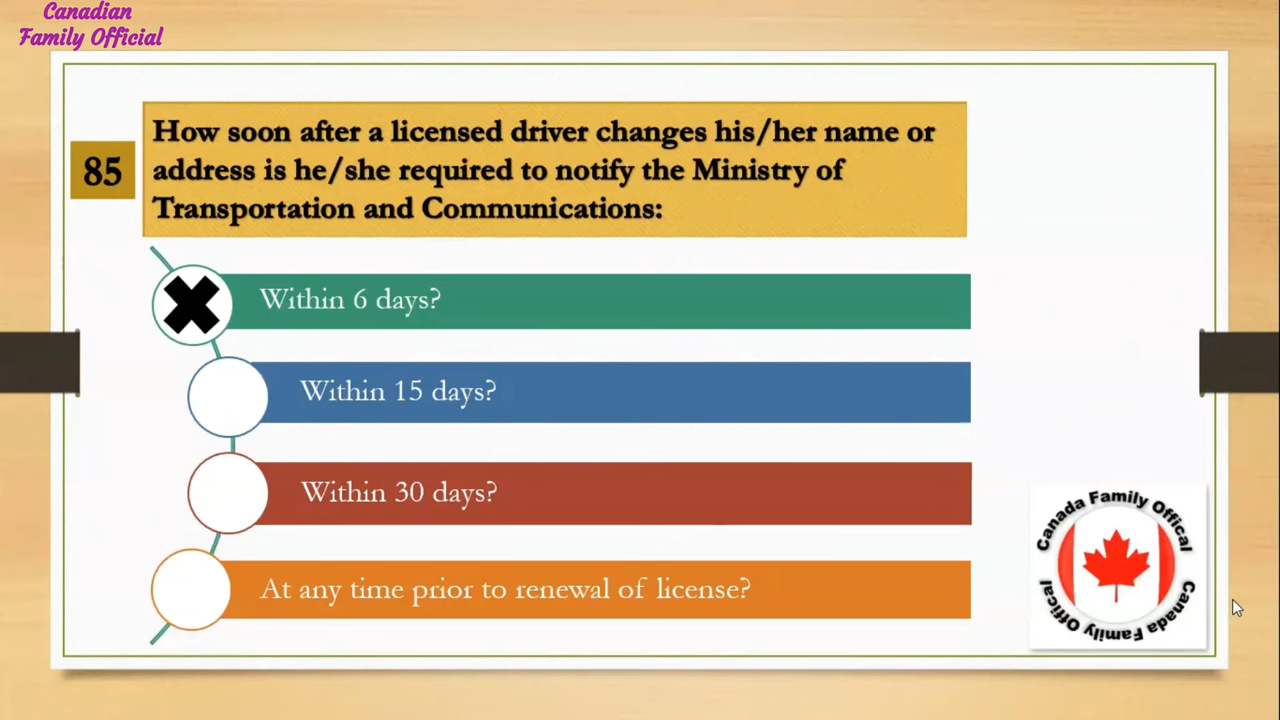 Canadian
Family Official
How soon after a licensed driver changes his/her name or
85
address is he/she required to notify the Ministry of
Transportation and Communications:
Within 6 days?
Within 15 days?
Within 30 days?
At any time prior to renewal of license?
Canada Family Offical
Canada Family Offical